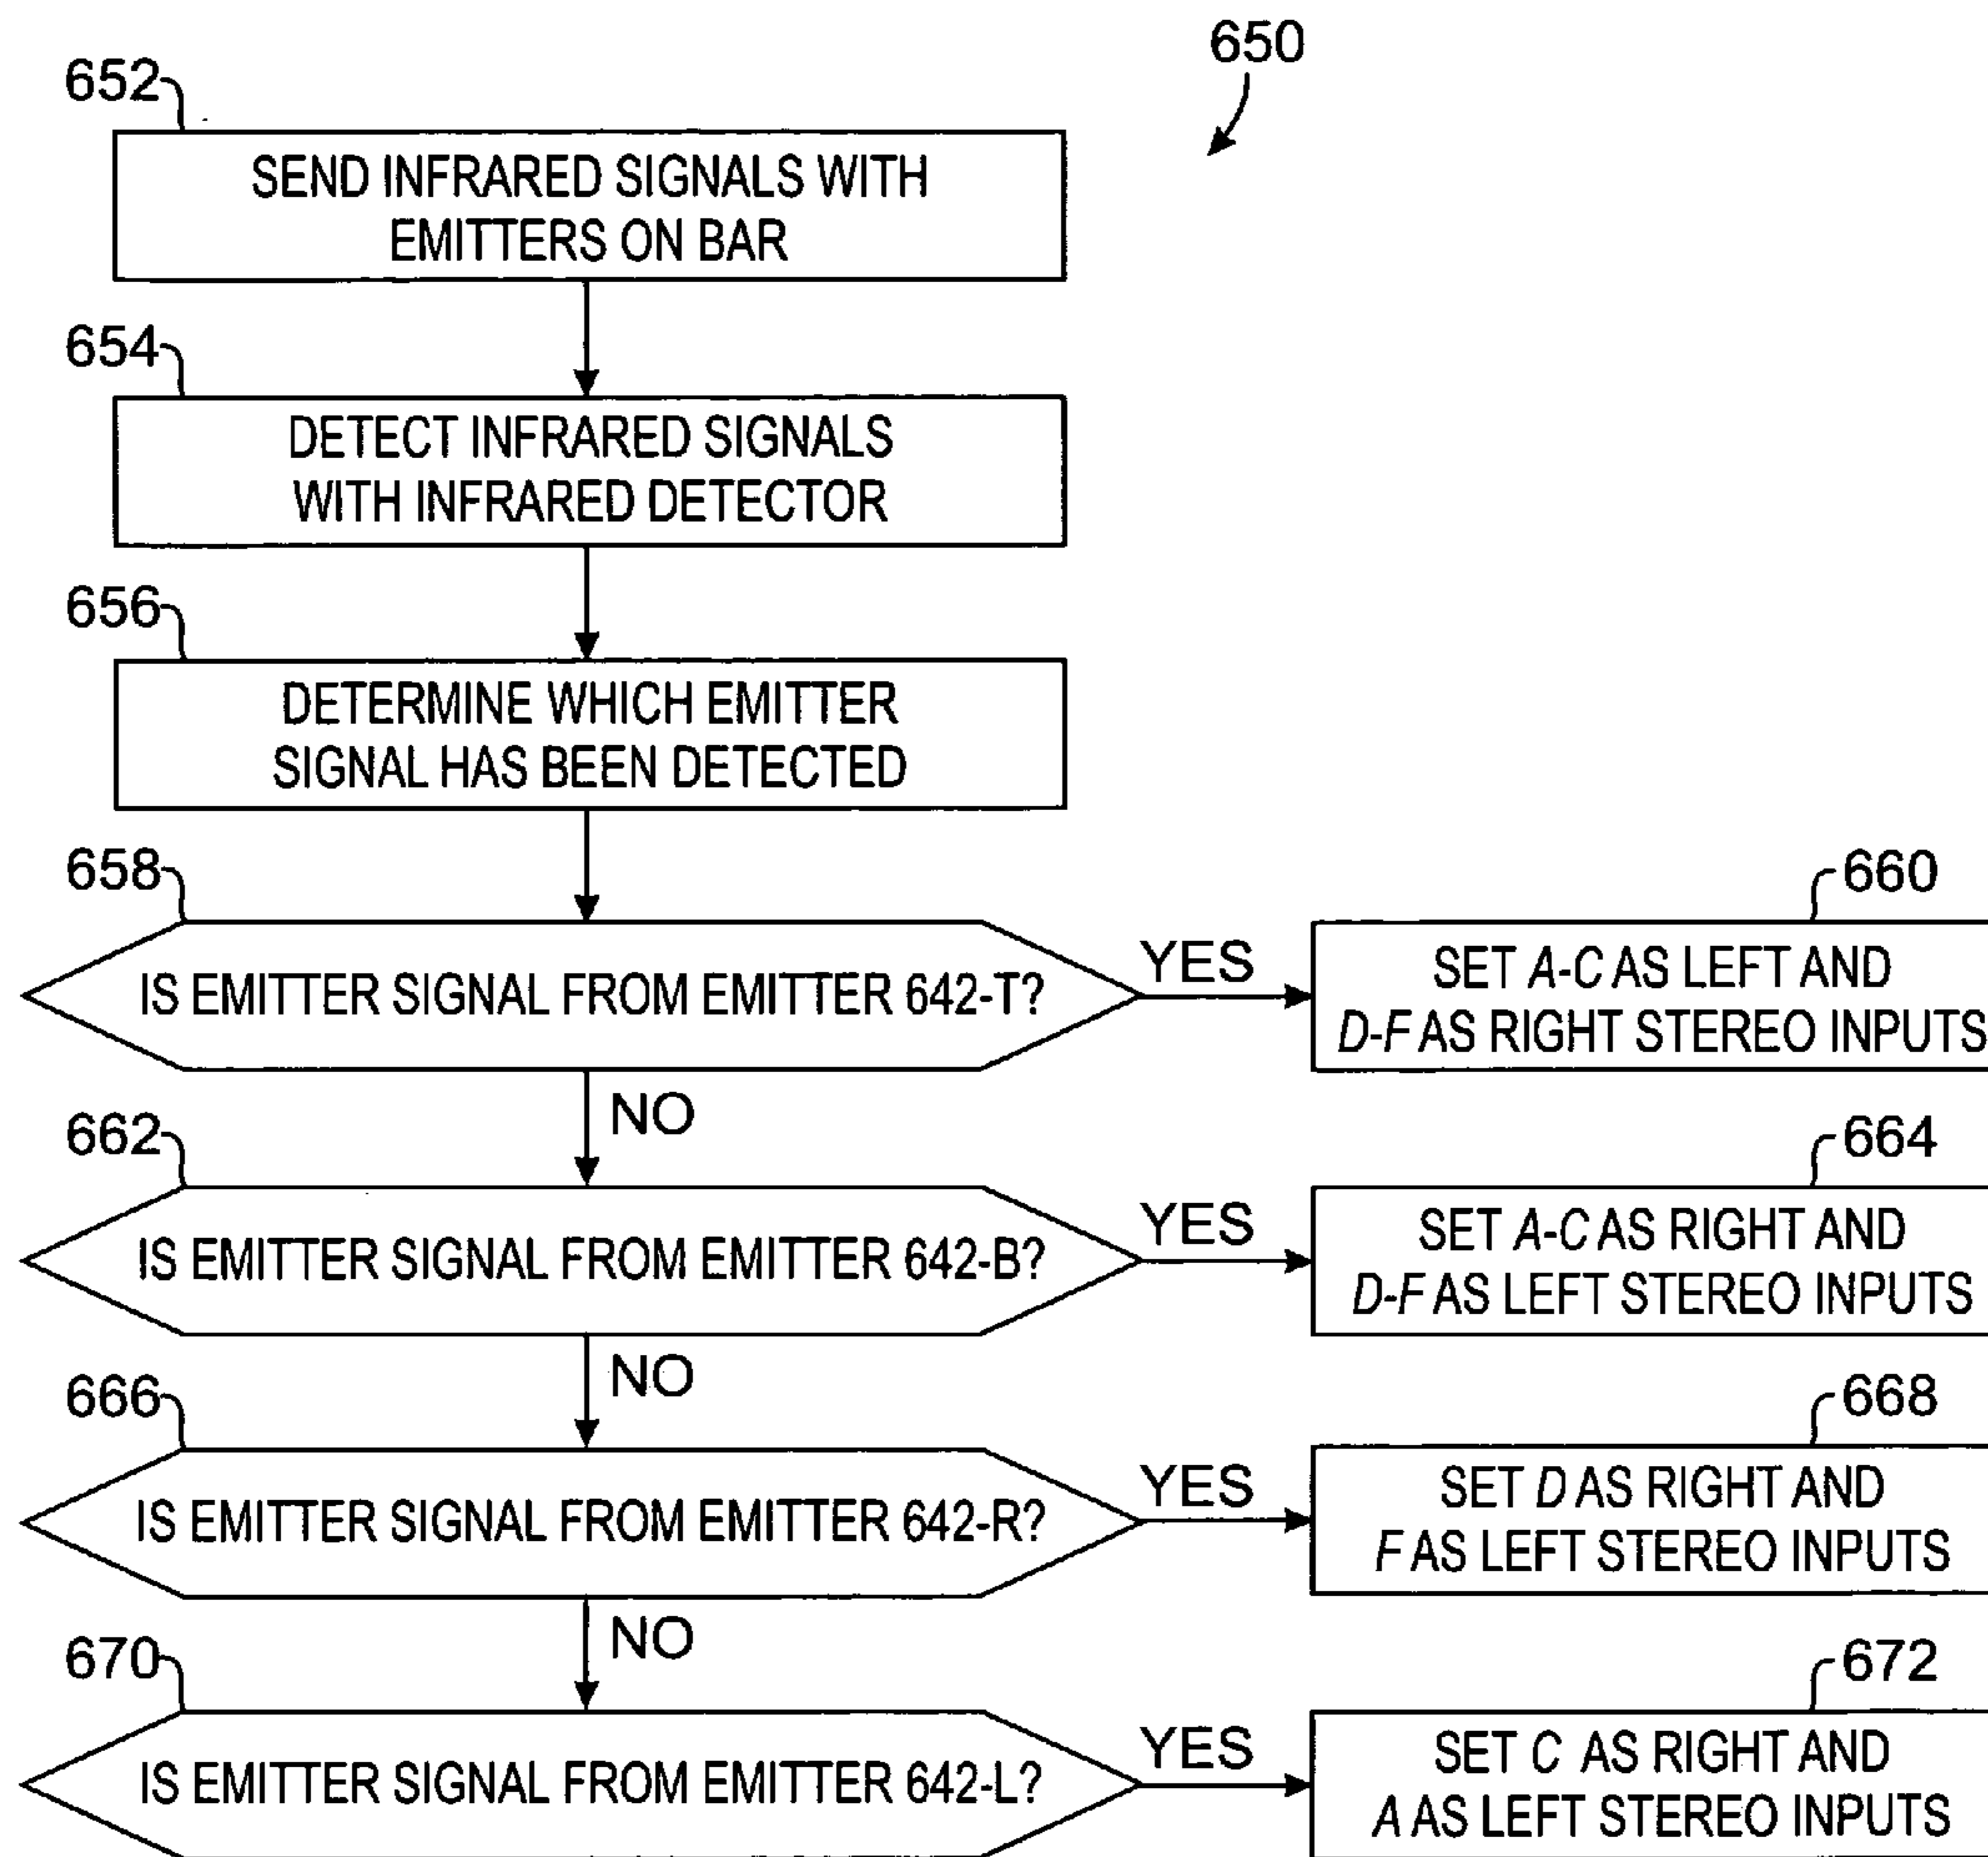 650
652
SEND INFRARED SIGNALS WITH
EMITTERS ON BAR
654
DETECT INFRARED SIGNALS
WITH INFRARED DETECTOR
656
DETERMINE WHICH EMITTER
SIGNAL HAS BEEN DETECTED
658
IS EMITTER SIGNAL FROM EMITTER 642-T?
YES
660
SET A-C AS LEFT AND
D-F AS RIGHT STEREO INPUTS
NO
662
IS EMITTER SIGNAL FROM EMITTER 642-B?
YES
664
SET A-C AS RIGHT AND
D-F AS LEFT STEREO INPUTS
NO
666
IS EMITTER SIGNAL FROM EMITTER 642-R?
YES
668
SET D AS RIGHT AND
F AS LEFT STEREO INPUTS
NO
670
IS EMITTER SIGNAL FROM EMITTER 642-L?
YES
672
SET C AS RIGHT AND
A AS LEFT STEREO INPUTS